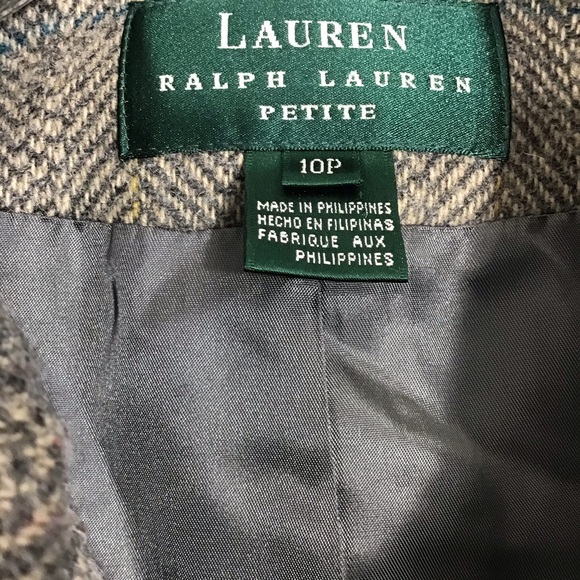 LAUREN
RALPH LAUREN
PETITE
10P
MADE IN PHILIPPINES
HECHO EN FILIPINAS
FABRIQUE AUX
PHILIPPINES